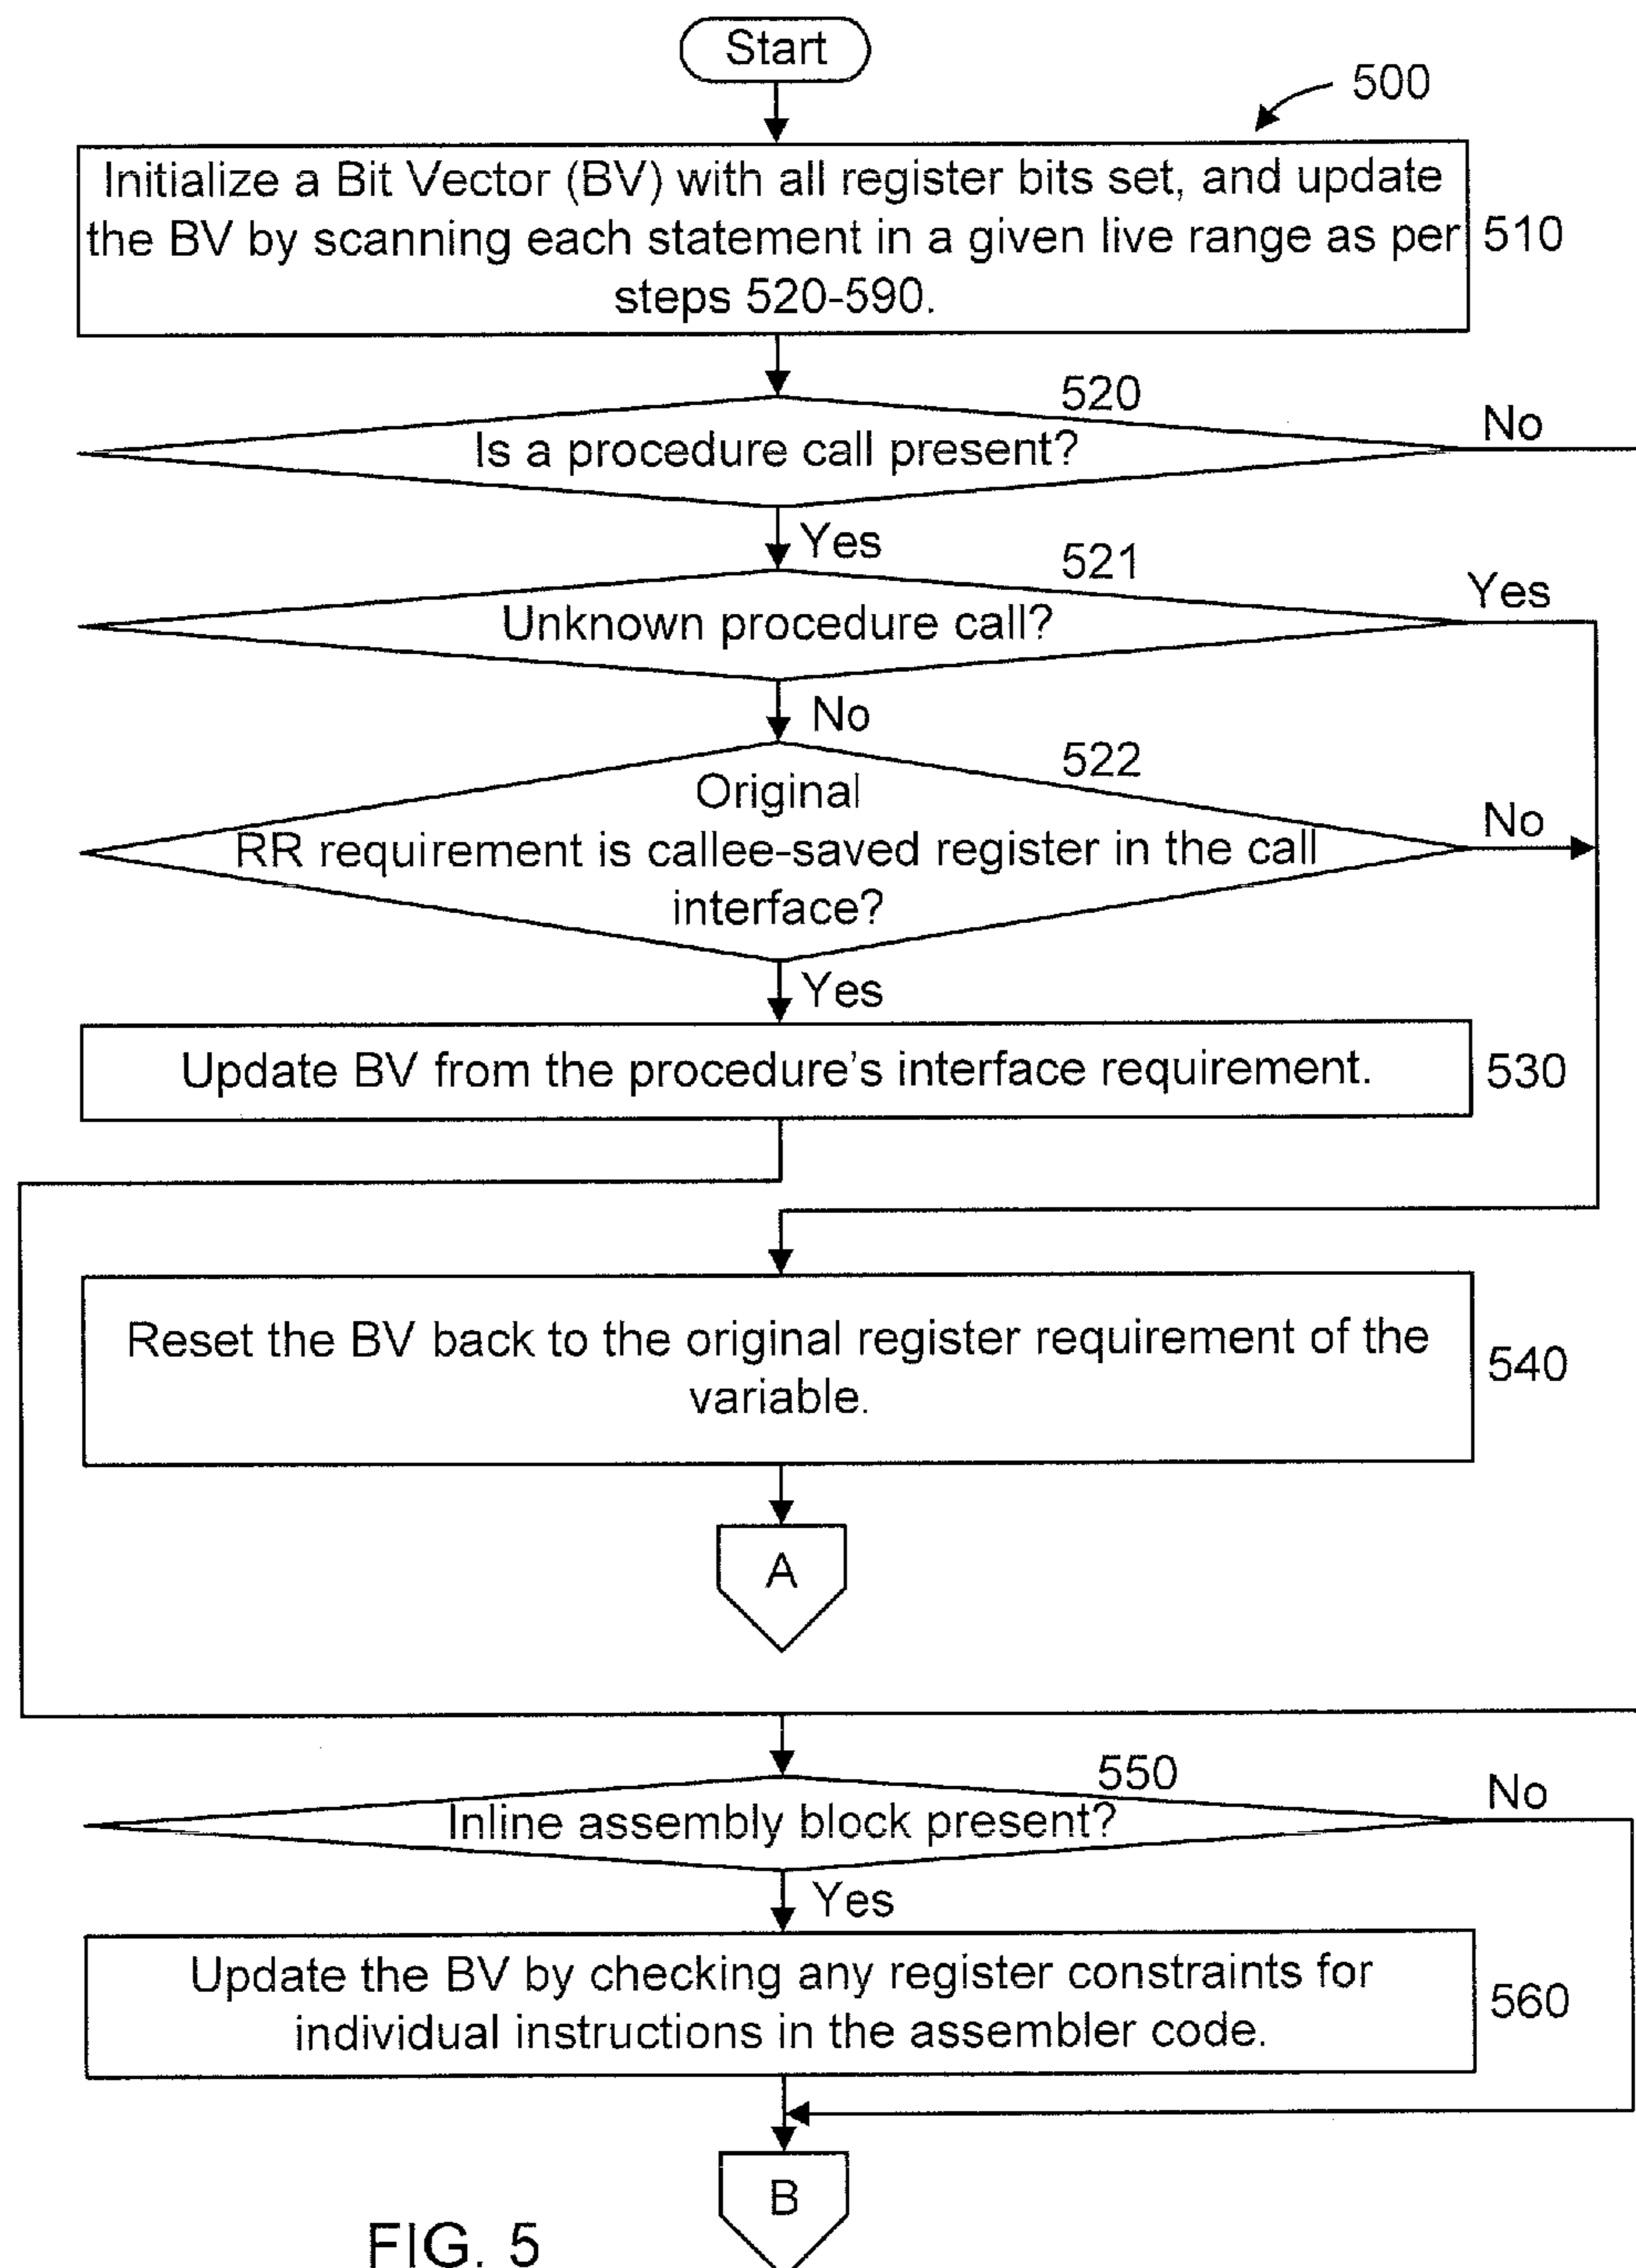 Start
500
Initialize a Bit Vector (BV) with all register bits set, and update
the BV by scanning each statement in a given live range as per
steps 520-590.
510
520
Is a procedure call present?
No
Yes
521
Unknown procedure call?
Yes
No
522
Original
RR requirement is callee-saved register in the call
interface?
No
Yes
Update BV from the procedure's interface requirement.
530
Reset the BV back to the original register requirement of the
variable.
540
A
550
Inline assembly block present?
No
Yes
Update the BV by checking any register constraints for
individual instructions in the assembler code.
560
B
FIG. 5